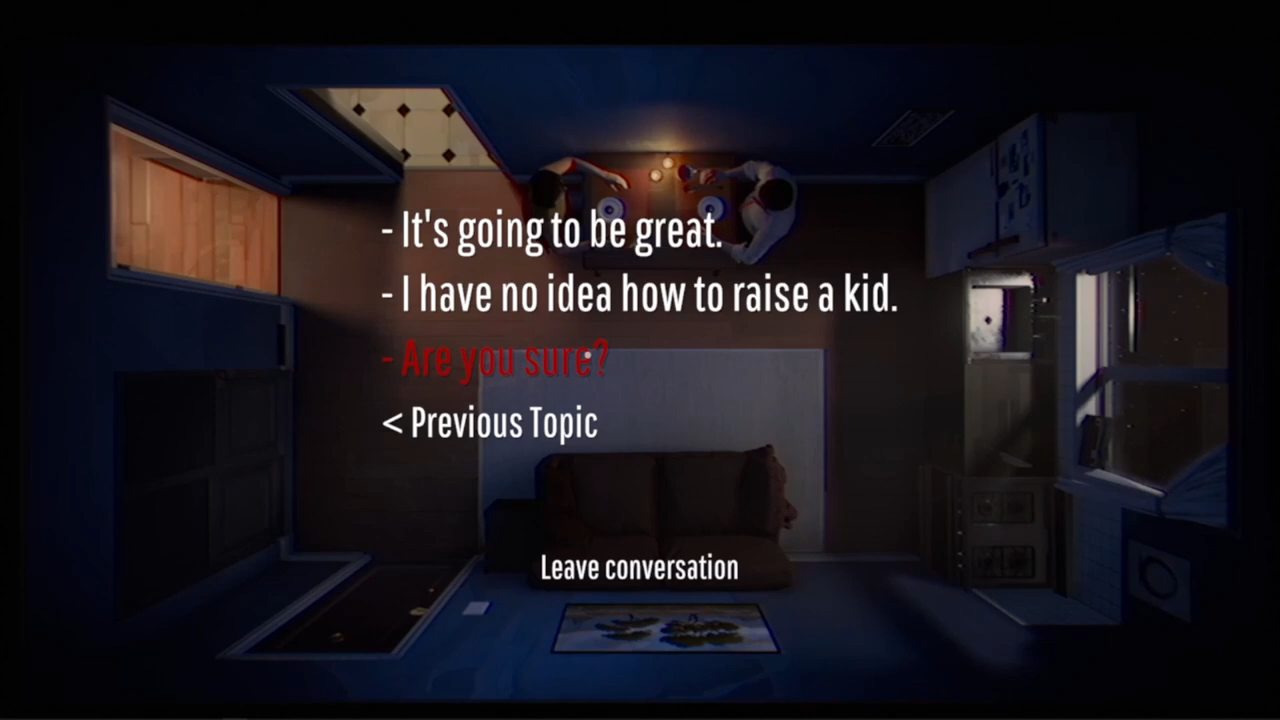 - It's going to be great.
- I have no idea how to raise a kid.
- Are you sure?
< Previous Topic
Leave conversation